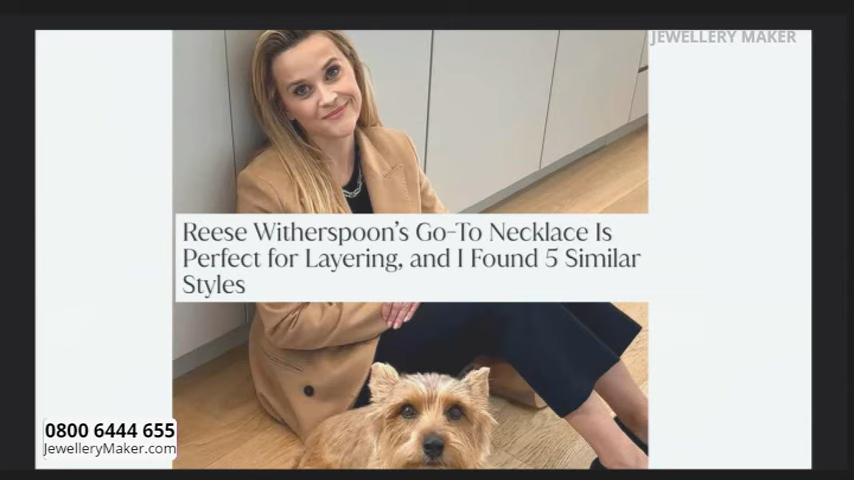 JEWELLERY MAKER
Reese Witherspoon’s Go-To Necklace Is
Perfect for Layering, and I Found 5 Similar
Styles
0800 6444 655
JewelleryMaker.com